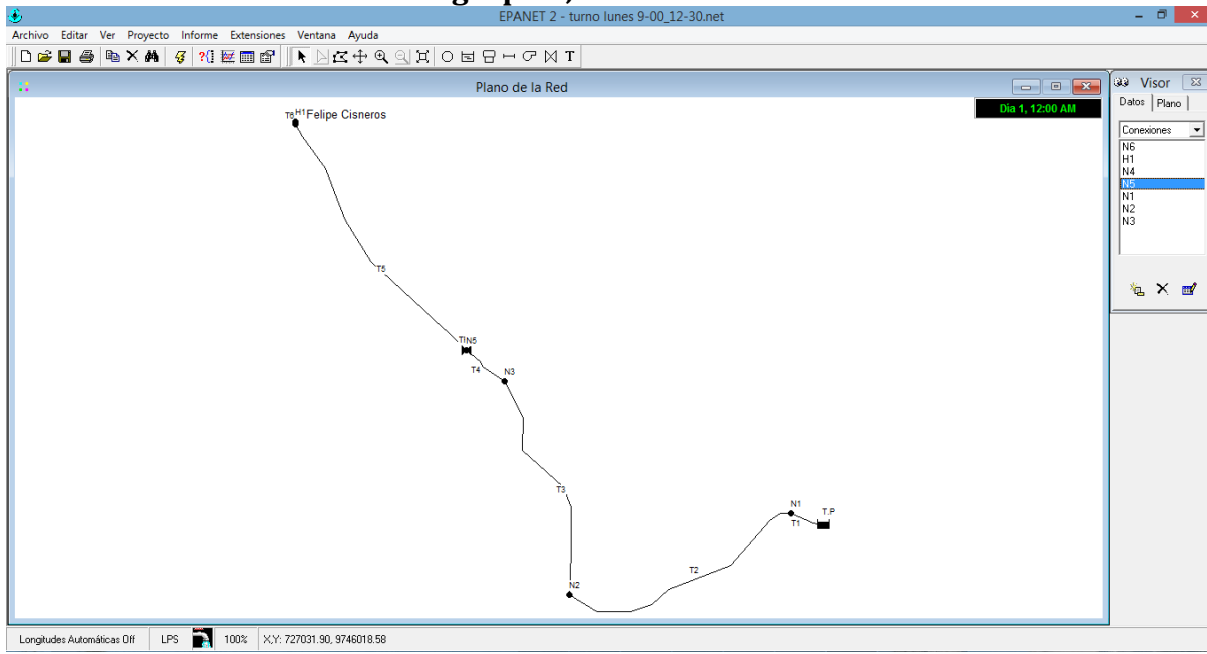 EPANET 2 - turno lunes 9-00_12-30.net
Archivo Editar Ver Proyecto Informe Extensiones Ventana Ayuda
T
Plano de la Red
Día 1, 12:00 AM
Visor
Datos Plano
Conexiones
N6
H1
N4
N5
N1
N2
N3
T6 H1 Felipe Cisneros
T5
N5
T4
N3
T3
N1
T.P
T1
T2
N2
Longitudes Automáticas Off LPS 100% X,Y: 727031.90, 9746018.58